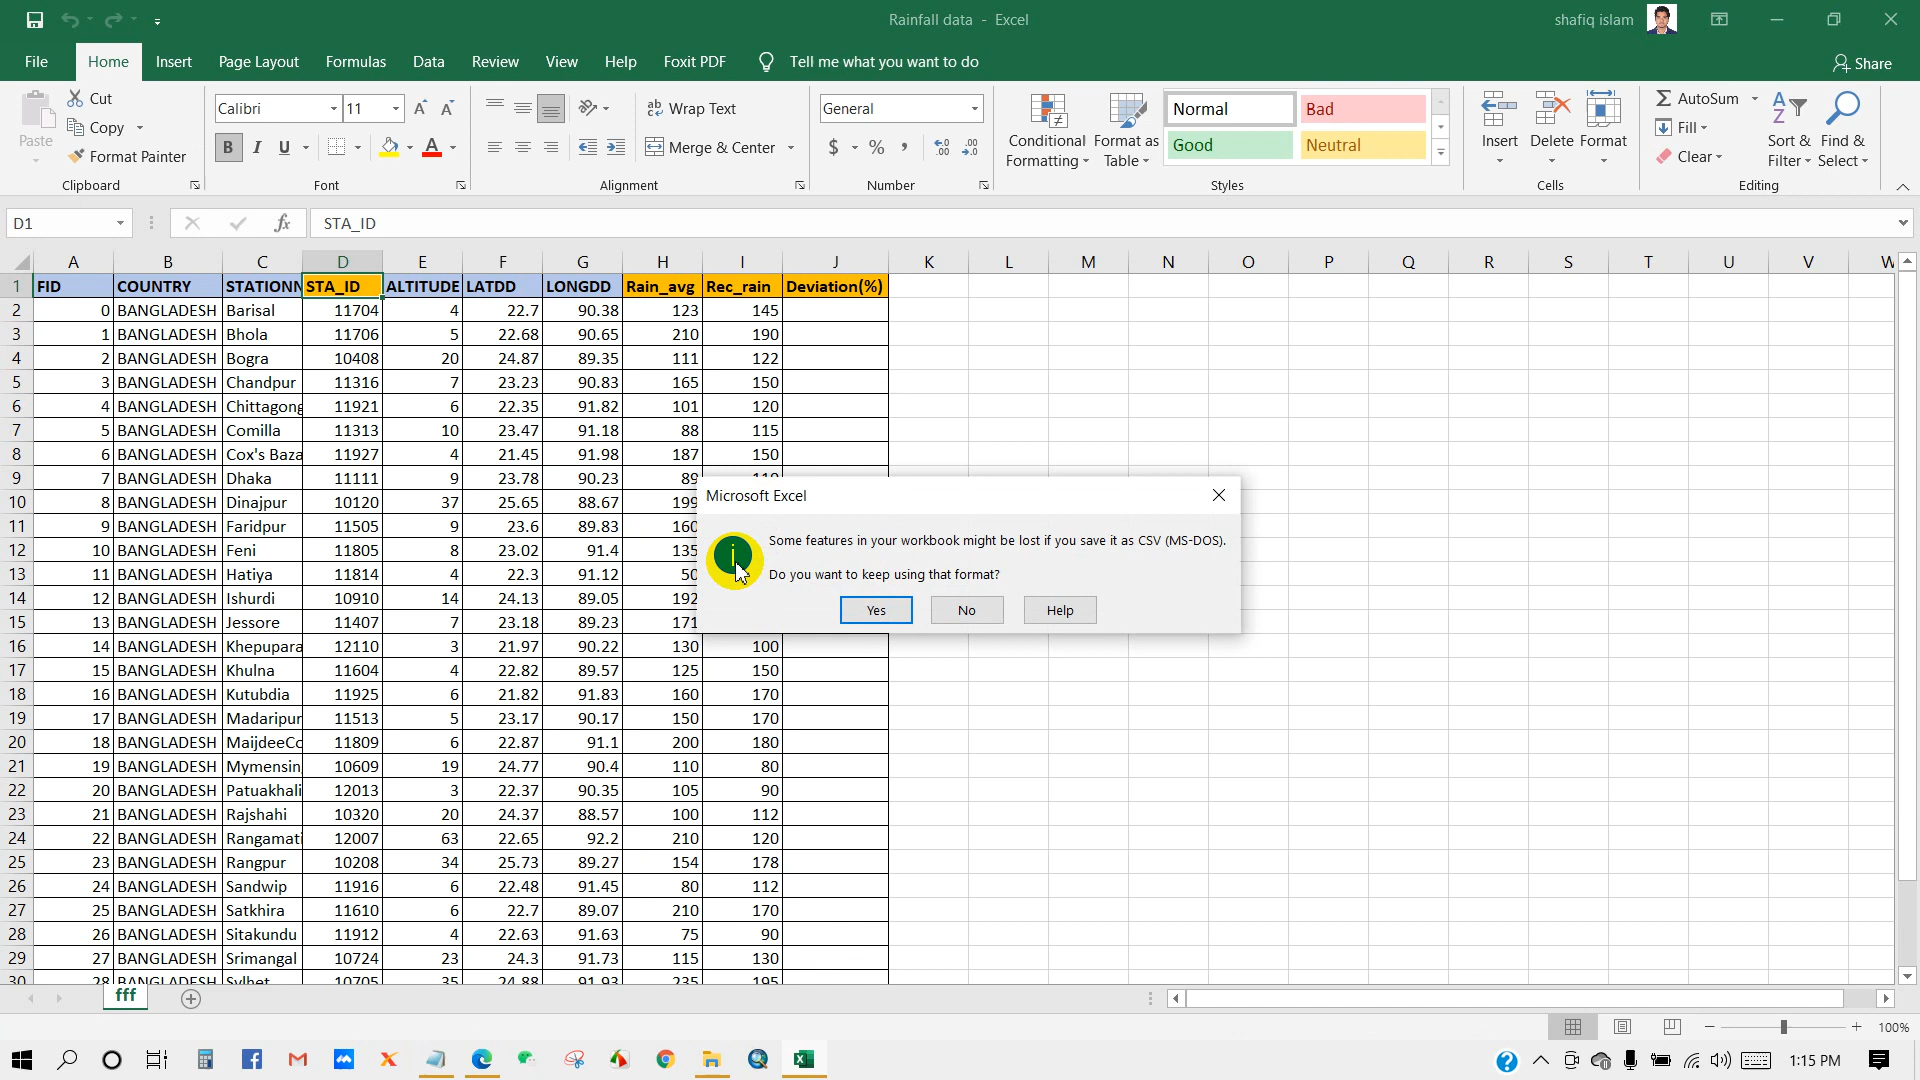 Rainfall data - Excel
shafiq islam
File Home Insert Page Layout Formulas Data Review View Help Foxit PDF Tell me what you want to do Share
Paste
Cut
Copy
Format Painter
Clipboard
Calibri 11
B I U A
Font
Wrap Text
Merge & Center
Alignment
General
$ % ,
Number
Conditional Formatting
Format as Table
Normal Bad
Good Neutral
Styles
Insert Delete Format
Cells
AutoSum
Fill
Clear
Sort & Filter
Find & Select
Editing
D1 fx STA_ID
A B C D E F G H I J K L M N O P Q R S T U V W
1 FID COUNTRY STATIONN STA_ID ALTITUDE LATDD LONGDD Rain_avg Rec_rain Deviation(%)
2 0 BANGLADESH Barisal 11704 4 22.7 90.38 123 145
3 1 BANGLADESH Bhola 11706 5 22.68 90.65 210 190
4 2 BANGLADESH Bogra 10408 20 24.87 89.35 111 122
5 3 BANGLADESH Chandpur 11316 7 23.23 90.83 165 150
6 4 BANGLADESH Chittagong 11921 6 22.35 91.82 101 120
7 5 BANGLADESH Comilla 11313 10 23.47 91.18 88 115
8 6 BANGLADESH Cox's Baza 11927 4 21.45 91.98 187 150
9 7 BANGLADESH Dhaka 11111 9 23.78 90.23 89
10 8 BANGLADESH Dinajpur 10120 37 25.65 88.67 199
11 9 BANGLADESH Faridpur 11505 9 23.6 89.83 160
12 10 BANGLADESH Feni 11805 8 23.02 91.4 135
13 11 BANGLADESH Hatiya 11814 4 22.3 91.12 50
14 12 BANGLADESH Ishurdi 10910 14 24.13 89.05 192
15 13 BANGLADESH Jessore 11407 7 23.18 89.23 171
16 14 BANGLADESH Khepupara 12110 3 21.97 90.22 130 100
17 15 BANGLADESH Khulna 11604 4 22.82 89.57 125 150
18 16 BANGLADESH Kutubdia 11925 6 21.82 91.83 160 170
19 17 BANGLADESH Madaripur 11513 5 23.17 90.17 150 170
20 18 BANGLADESH MaijdeeCo 11809 6 22.87 91.1 200 180
21 19 BANGLADESH Mymensin 10609 19 24.77 90.4 110 80
22 20 BANGLADESH Patuakhali 12013 3 22.37 90.35 105 90
23 21 BANGLADESH Rajshahi 10320 20 24.37 88.57 100 112
24 22 BANGLADESH Rangamati 12007 63 22.65 92.2 210 120
25 23 BANGLADESH Rangpur 10208 34 25.73 89.27 154 178
26 24 BANGLADESH Sandwip 11916 6 22.48 91.45 80 112
27 25 BANGLADESH Satkhira 11610 6 22.7 89.07 210 170
28 26 BANGLADESH Sitakundu 11912 4 22.63 91.63 75 90
29 27 BANGLADESH Srimangal 10724 23 24.3 91.73 115 130
30 28 BANGLADESH Sylhet 10705 35 24.88 91.93 235 195
Microsoft Excel
Some features in your workbook might be lost if you save it as CSV (MS-DOS).
Do you want to keep using that format?
Yes No Help
fff
100%
1:15 PM